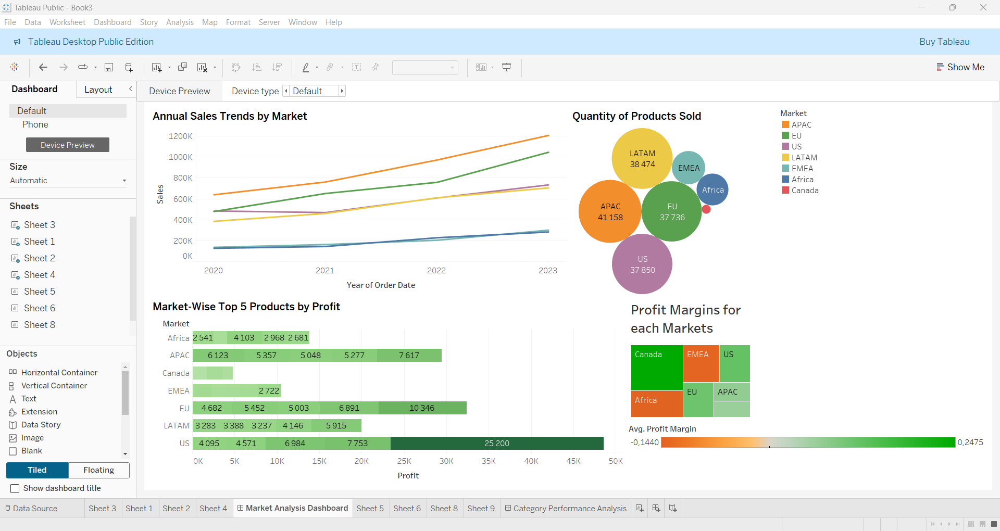 Tableau Public - Book3
File Data Worksheet Dashboard Story Analysis Map Format Server Window Help
Tableau Desktop Public Edition
Buy Tableau
Show Me
Dashboard
Layout
Device Preview
Device type
Default
Default
Phone
Device Preview
Size
Automatic
Sheets
Sheet 3
Sheet 1
Sheet 2
Sheet 4
Sheet 5
Sheet 6
Sheet 8
Objects
Horizontal Container
Vertical Container
Text
Extension
Data Story
Image
Blank
Tiled
Floating
Show dashboard title
Annual Sales Trends by Market
1200K
1000K
800K
600K
400K
200K
0K
Sales
2020 2021 2022 2023
Year of Order Date
Quantity of Products Sold
LATAM
38 474
EMEA
Africa
APAC
41 158
EU
37 736
US
37 850
Market
APAC
EU
US
LATAM
EMEA
Africa
Canada
Market-Wise Top 5 Products by Profit
Market
Africa 2 541 4 103 2 968 2 681
APAC 6 123 5 357 5 048 5 277 7 617
Canada
EMEA 2 722
EU 4 682 5 452 5 003 6 891 10 346
LATAM 3 283 3 388 3 237 4 146 5 915
US 4 095 4 571 6 984 7 753 25 200
0K 5K 10K 15K 20K 25K 30K 35K 40K 45K 50K
Profit
Profit Margins for
each Markets
Canada
EMEA
US
Africa
EU
APAC
Avg. Profit Margin
-0,1440
0,2475
Data Source
Sheet 3
Sheet 1
Sheet 2
Sheet 4
Market Analysis Dashboard
Sheet 5
Sheet 6
Sheet 8
Sheet 9
Category Performance Analysis